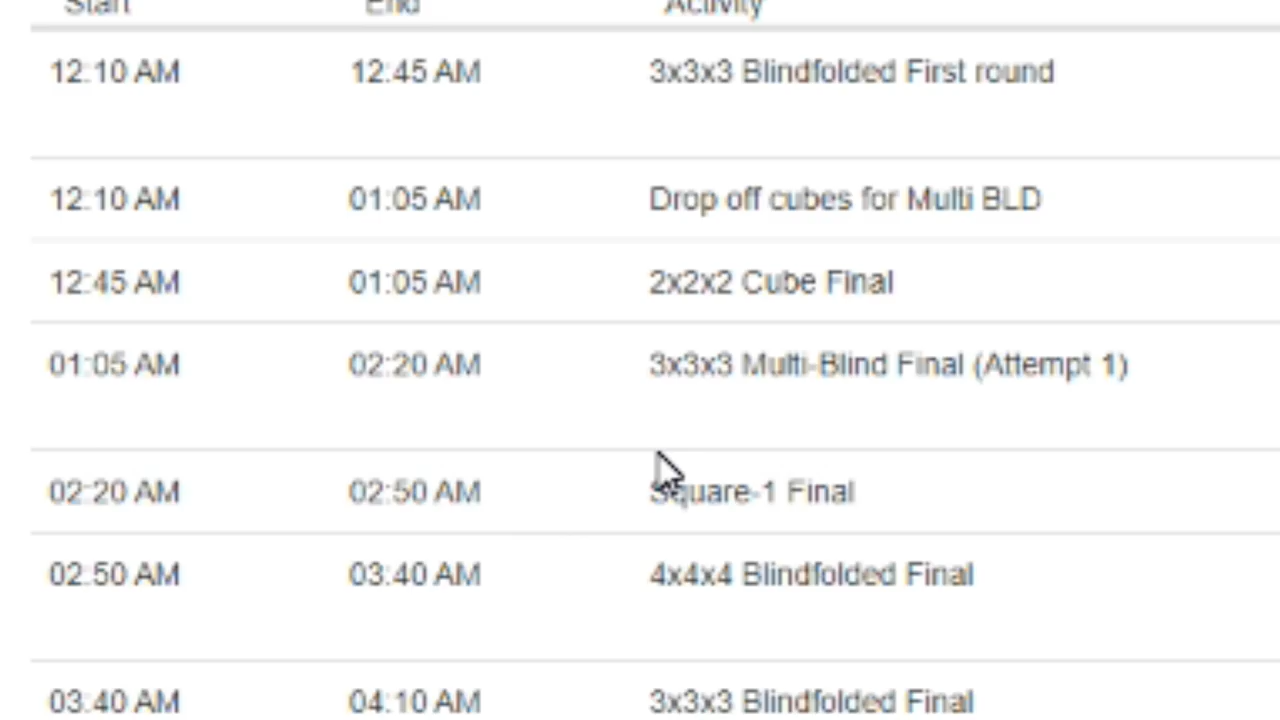 Start End Activity
12:10 AM 12:45 AM 3x3x3 Blindfolded First round
12:10 AM 01:05 AM Drop off cubes for Multi BLD
12:45 AM 01:05 AM 2x2x2 Cube Final
01:05 AM 02:20 AM 3x3x3 Multi-Blind Final (Attempt 1)
02:20 AM 02:50 AM Square-1 Final
02:50 AM 03:40 AM 4x4x4 Blindfolded Final
03:40 AM 04:10 AM 3x3x3 Blindfolded Final